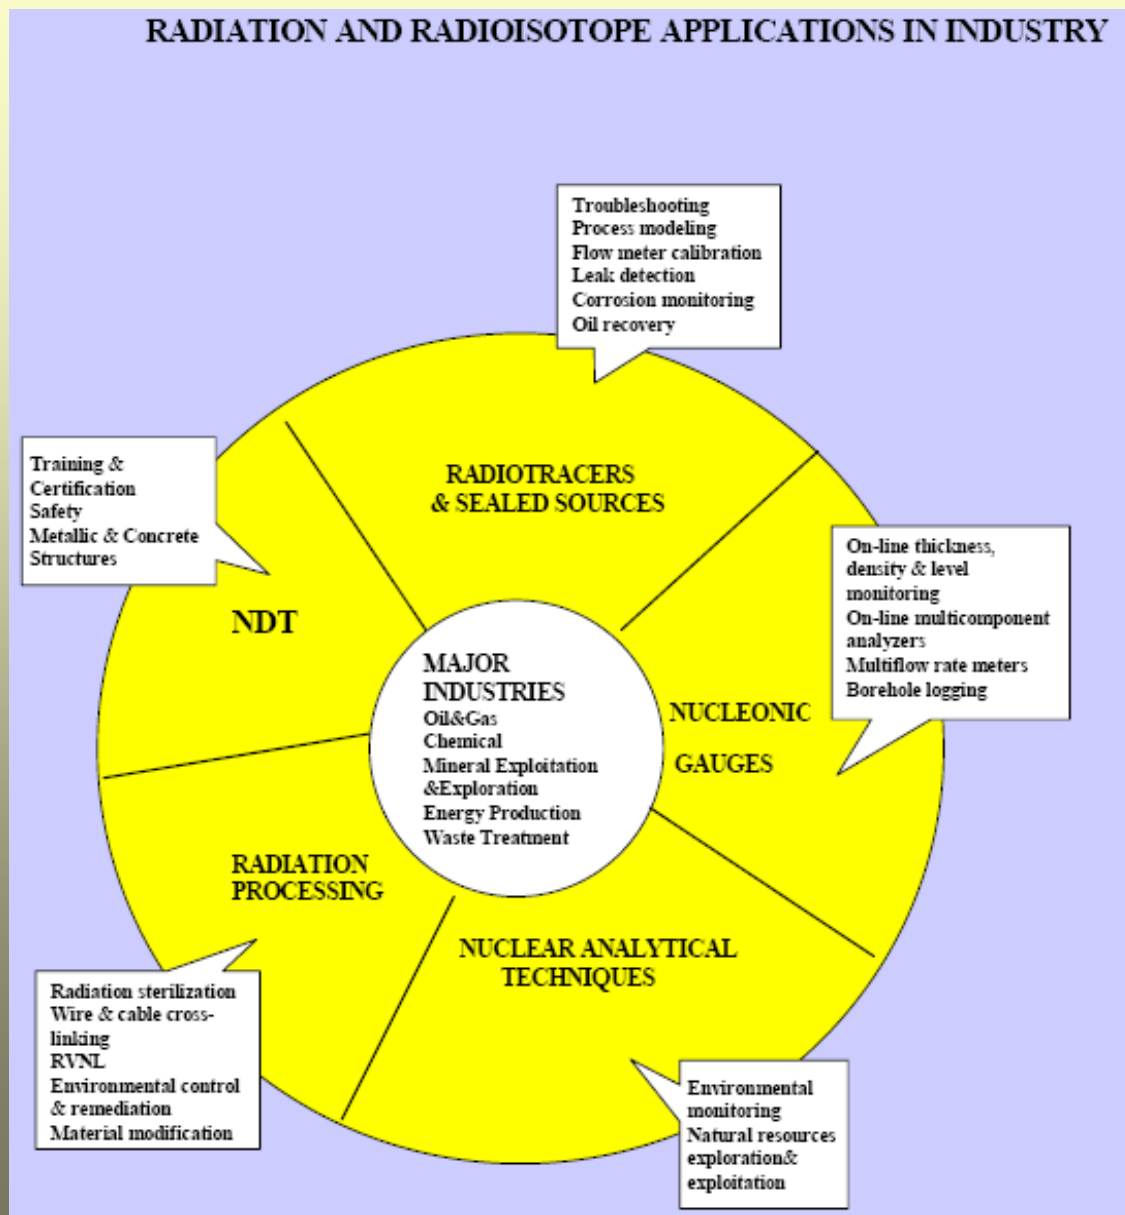 RADIATION AND RADIOISOTOPE APPLICATIONS IN INDUSTRY
Troubleshooting
Process modeling
Flow meter calibration
Leak detection
Corrosion monitoring
Oil recovery
RADIOTRACERS
& SEALED SOURCES
Training &
Certification
Safety
Metallic & Concrete
Structures
NDT
On-line thickness,
density & level
monitoring
On-line multicomponent
analyzers
Multiflow rate meters
Borehole logging
NUCLEONIC
GAUGES
MAJOR
INDUSTRIES
Oil&Gas
Chemical
Mineral Exploitation
&Exploration
Energy Production
Waste Treatment
RADIATION
PROCESSING
Radiation sterilization
Wire & cable cross-
linking
RVNL
Environmental control
& remediation
Material modification
NUCLEAR ANALYTICAL
TECHNIQUES
Environmental
monitoring
Natural resources
exploration&
exploitation